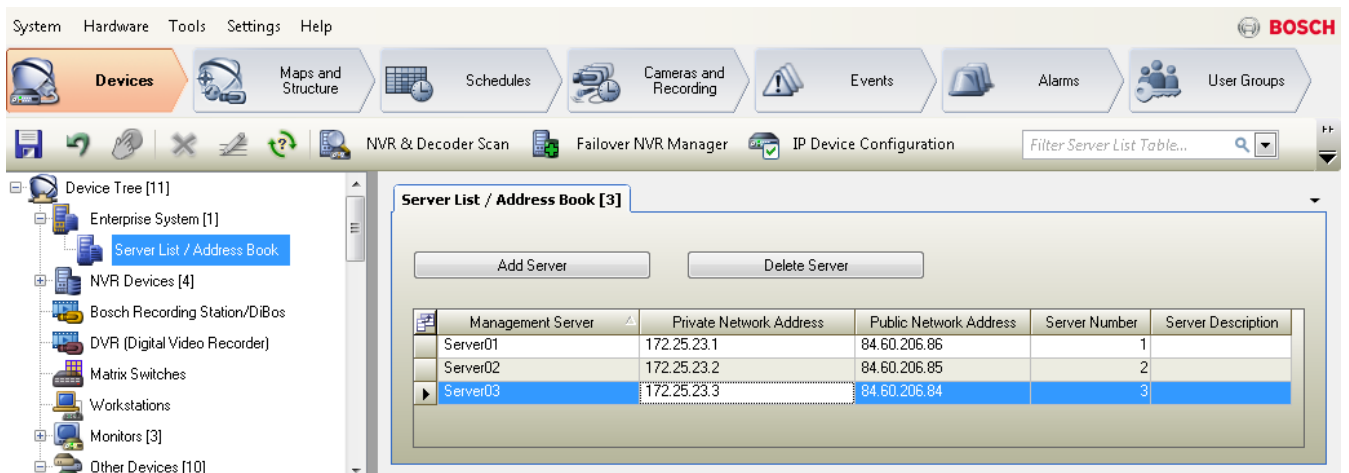 System Hardware Tools Settings Help
BOSCH
Devices
Maps and
Structure
Schedules
Cameras and
Recording
Events
Alarms
User Groups
NVR & Decoder Scan Failover NVR Manager IP Device Configuration Filter Server List Table...
Device Tree [11]
Enterprise System [1]
Server List / Address Book
NVR Devices [4]
Bosch Recording Station/DiBos
DVR (Digital Video Recorder)
Matrix Switches
Workstations
Monitors [3]
Other Devices [10]
Server List / Address Book [3]
Add Server Delete Server
Management Server Private Network Address Public Network Address Server Number Server Description
Server01 172.25.23.1 84.60.206.86 1
Server02 172.25.23.2 84.60.206.85 2
Server03 172.25.23.3 84.60.206.84 3